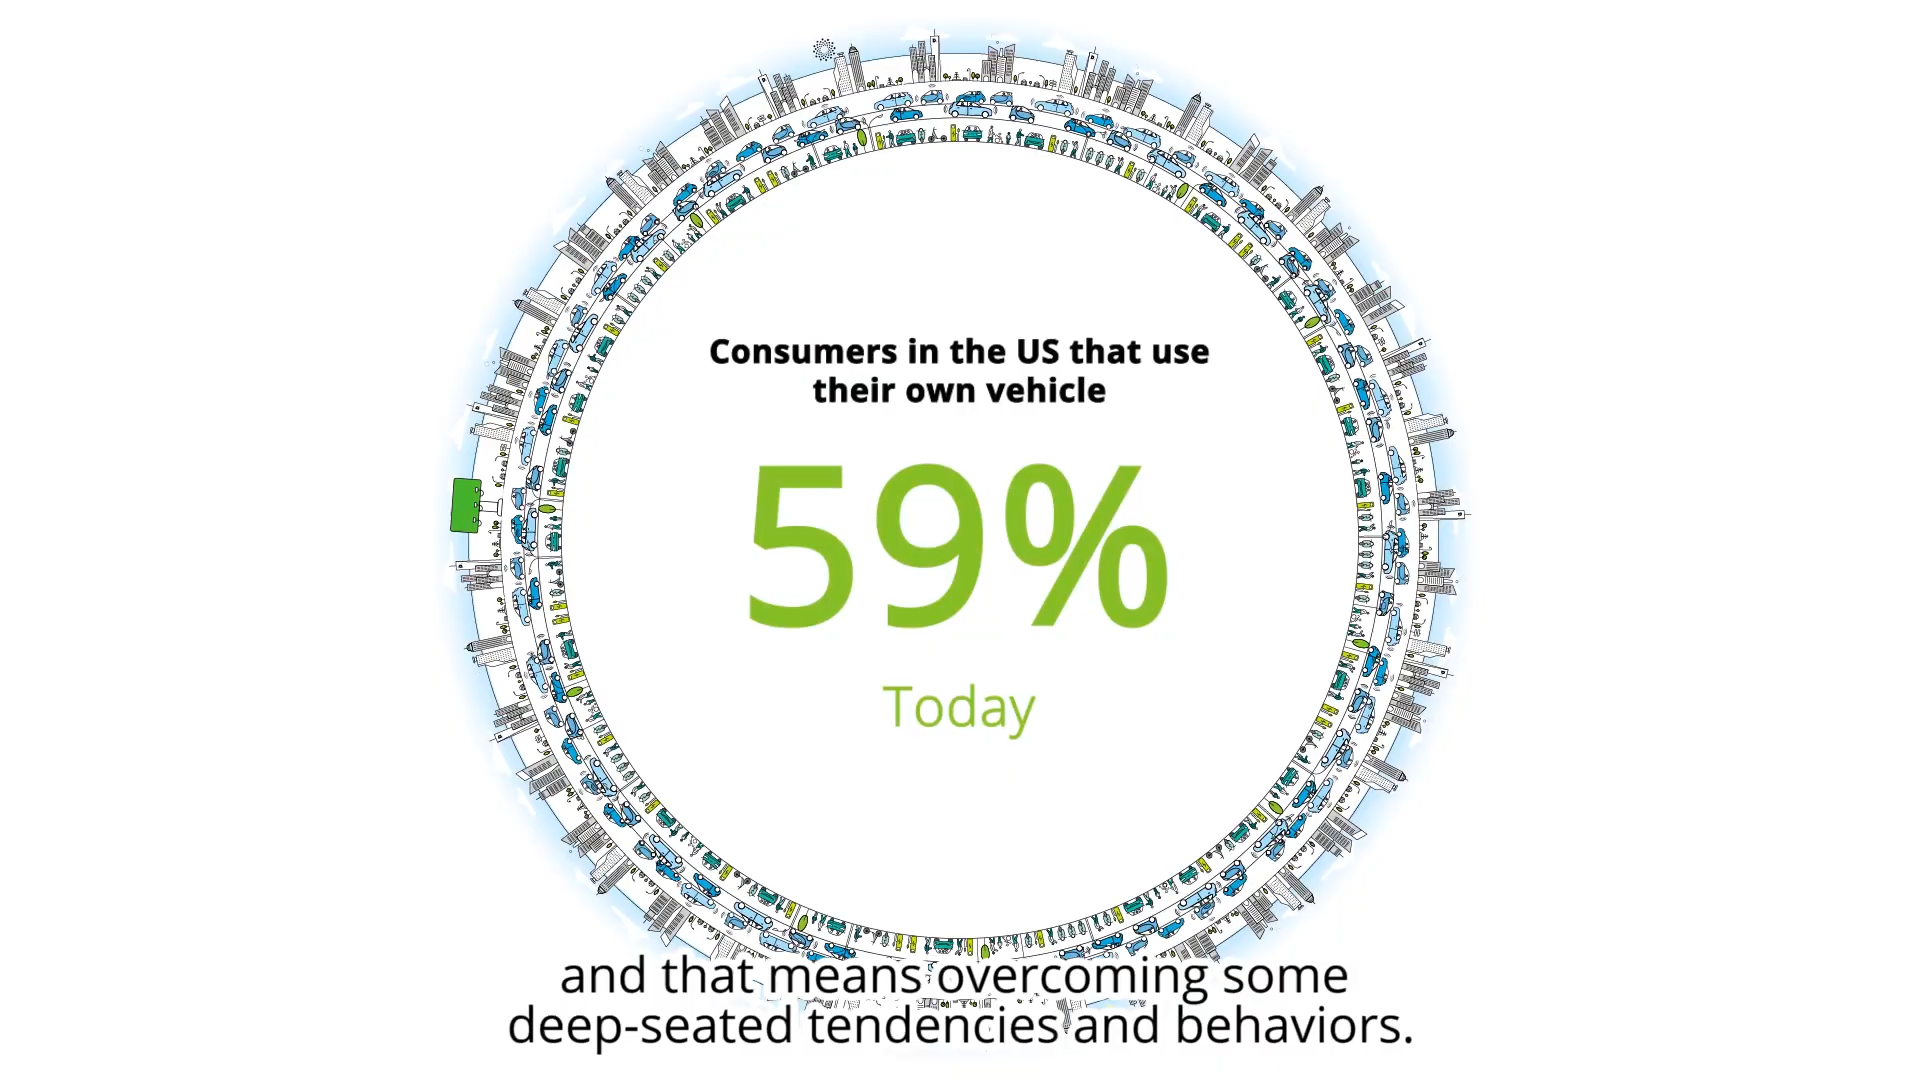 Consumers in the US that use
their own vehicle
59%
Today
and that means overcoming some
deep-seated tendencies and behaviors.